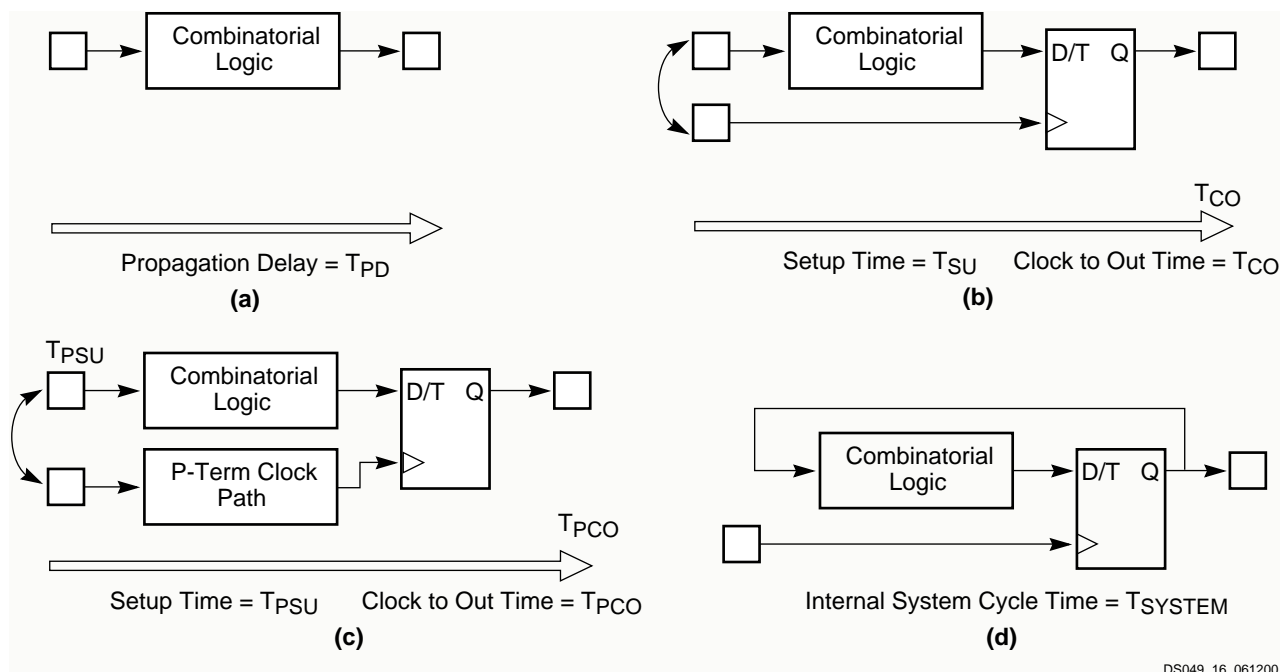 Combinatorial
Logic
Propagation Delay = TPD
(a)
Combinatorial
Logic
D/T Q
TCO
Setup Time = TSU Clock to Out Time = TCO
(b)
TPSU
Combinatorial
Logic
D/T Q
P-Term Clock
Path
TPCO
Setup Time = TPSU Clock to Out Time = TPCO
(c)
Combinatorial
Logic
D/T Q
Internal System Cycle Time = TSYSTEM
(d)
DS049_16_061200